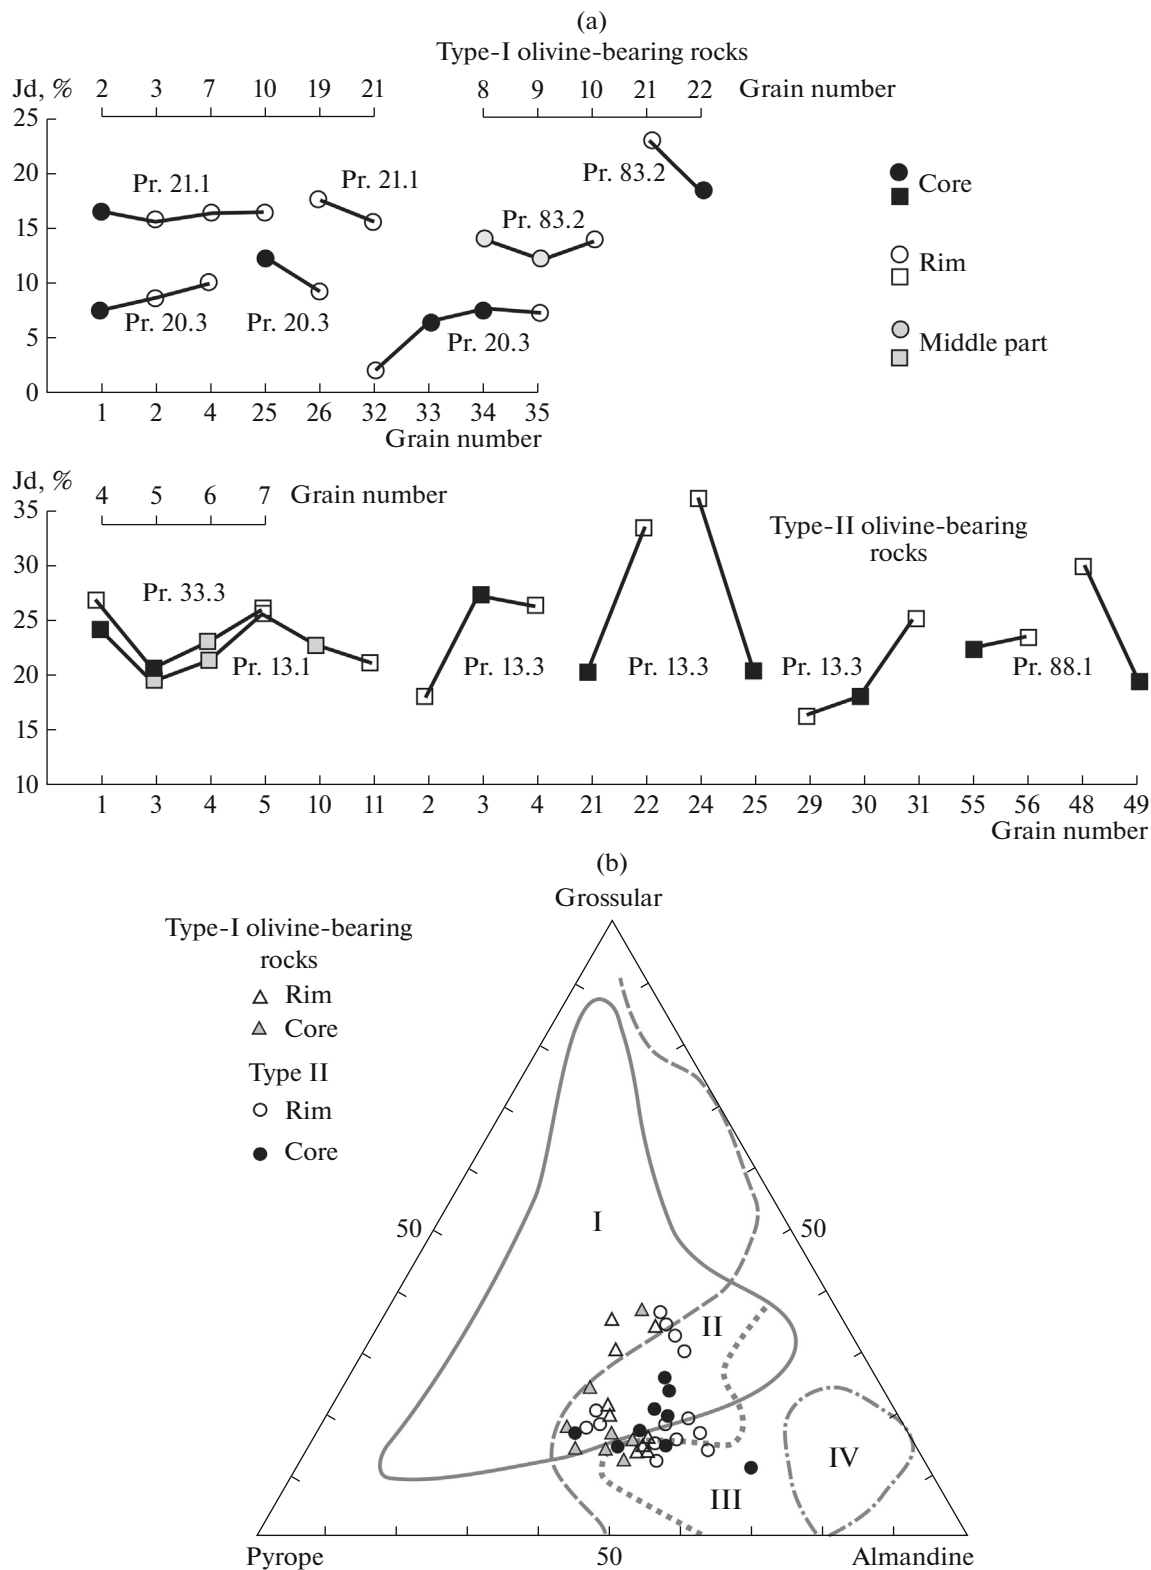 (a)
Type-I olivine-bearing rocks
Jd, % 2 3 7 10 19 21 8 9 10 21 22 Grain number
25
20
15
10
5
0
Pr. 21.1
Pr. 21.1
Pr. 83.2
Pr. 83.2
Pr. 20.3
Pr. 20.3
Pr. 20.3
Core
Rim
Middle part
1 2 4 25 26 32 33 34 35
Grain number
Jd, %
4 5 6 7 Grain number
35
30
25
20
15
10
Type-II olivine-bearing
rocks
Pr. 33.3
Pr. 13.1
Pr. 13.3
Pr. 13.3
Pr. 13.3
Pr. 88.1
1 3 4 5 10 11 2 3 4 21 22 24 25 29 30 31 55 56 48 49
Grain number
(b)
Grossular
Type-I olivine-bearing
rocks
Rim
Core
Type II
Rim
Core
50
50
I
II
III
IV
Pyrope
50
Almandine